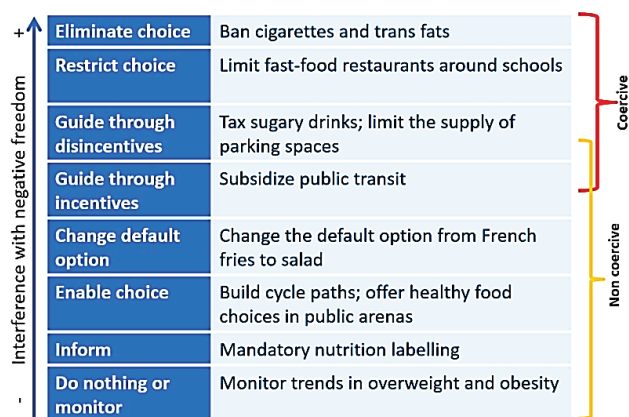 +
Interference with negative freedom
-
Eliminate choice
Ban cigarettes and trans fats
Restrict choice
Limit fast-food restaurants around schools
Guide through
disincentives
Tax sugary drinks; limit the supply of
parking spaces
Guide through
incentives
Subsidize public transit
Change default
option
Change the default option from French
fries to salad
Enable choice
Build cycle paths; offer healthy food
choices in public arenas
Inform
Mandatory nutrition labelling
Do nothing or
monitor
Monitor trends in overweight and obesity
Coercive
Non coercive